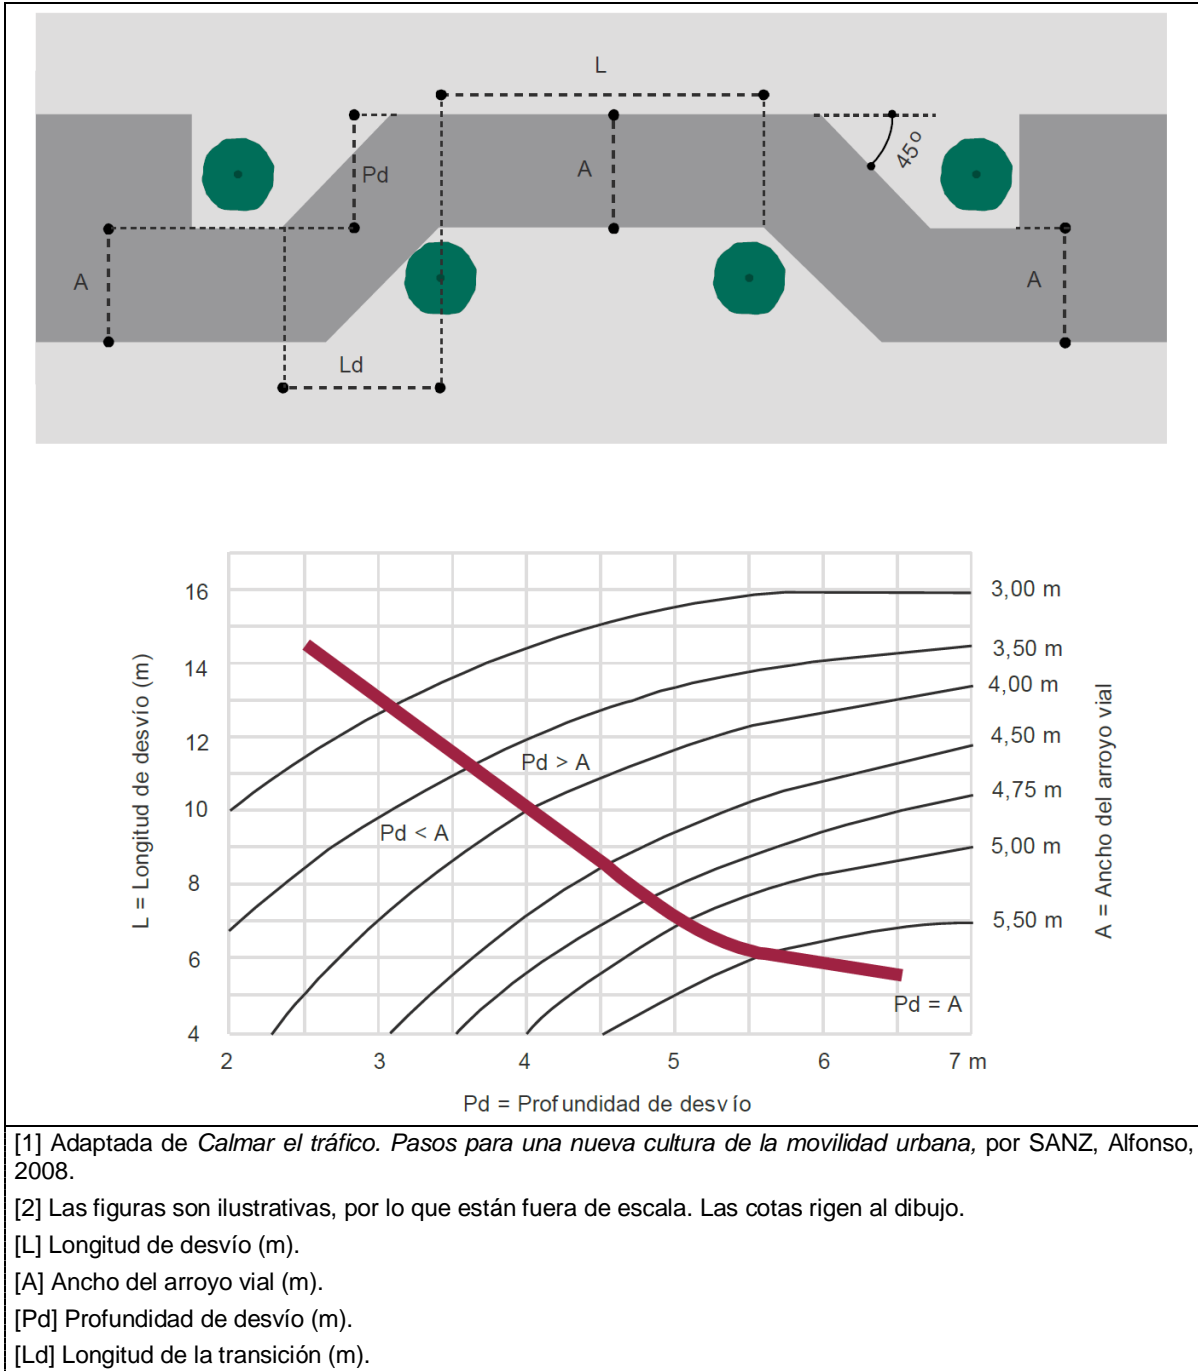 L
Pd
A
45º
A
A
Ld
16
14
12
10
8
6
4
L = Longitud de desvío (m)
3,00 m
3,50 m
4,00 m
4,50 m
4,75 m
5,00 m
5,50 m
A = Ancho del arroyo vial
Pd > A
Pd < A
Pd = A
2
3
4
5
6
7 m
Pd = Profundidad de desvío
[1] Adaptada de Calmar el tráfico. Pasos para una nueva cultura de la movilidad urbana, por SANZ, Alfonso,
2008.
[2] Las figuras son ilustrativas, por lo que están fuera de escala. Las cotas rigen al dibujo.
[L] Longitud de desvío (m).
[A] Ancho del arroyo vial (m).
[Pd] Profundidad de desvío (m).
[Ld] Longitud de la transición (m).